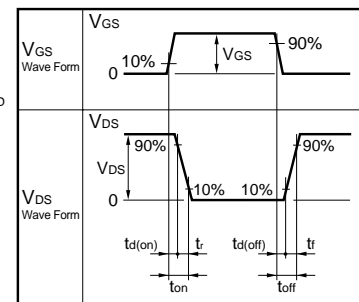 VGS
VGS
Wave Form
10%
VGS
90%
0
VDS
VDS
Wave Form
90%
VDS
10%
10%
90%
0
td(on)
tr
td(off)
tf
ton
toff